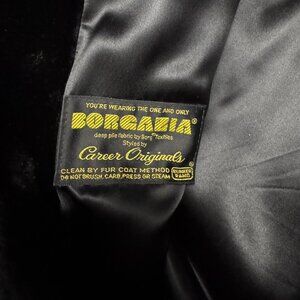 YOU'RE WEARING THE ONE AND ONLY
BORGAZIA®
deep pile fabric by Borg Textiles
Styled by
Career Originals
CLEAN BY FUR COAT METHOD
DO NOT BRUSH, CARD, PRESS OR STEAM